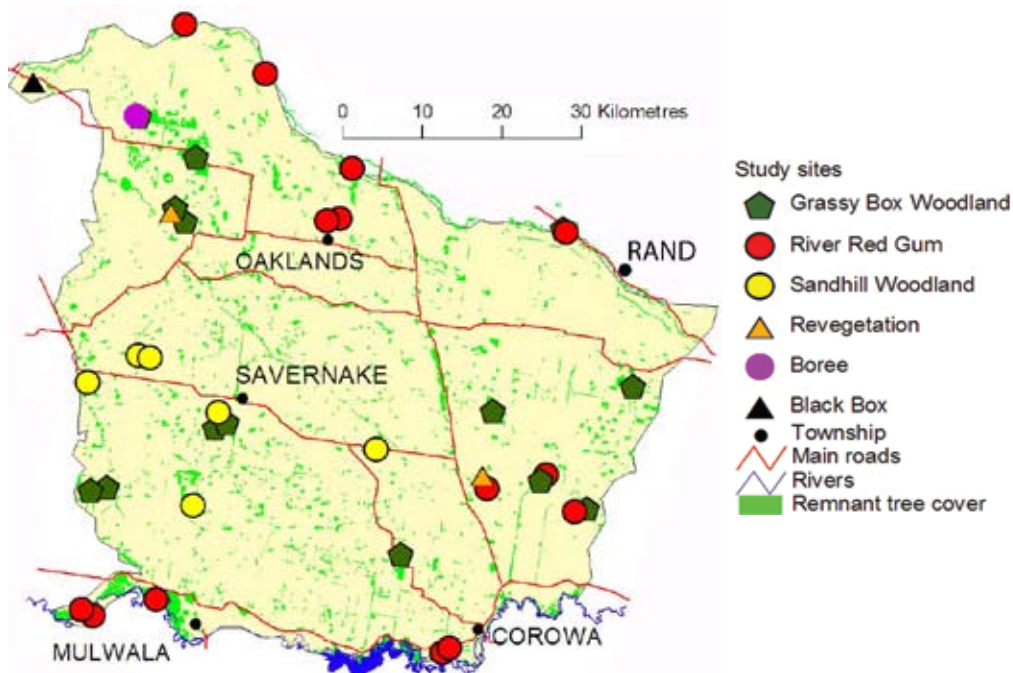 0 10 20 30 Kilometres
Study sites
Grassy Box Woodland
River Red Gum
Sandhill Woodland
Revegetation
Boree
Black Box
Township
Main roads
Rivers
Remnant tree cover
RAND
OAKLANDS
SAVERNAKE
MULWALA
COROWA